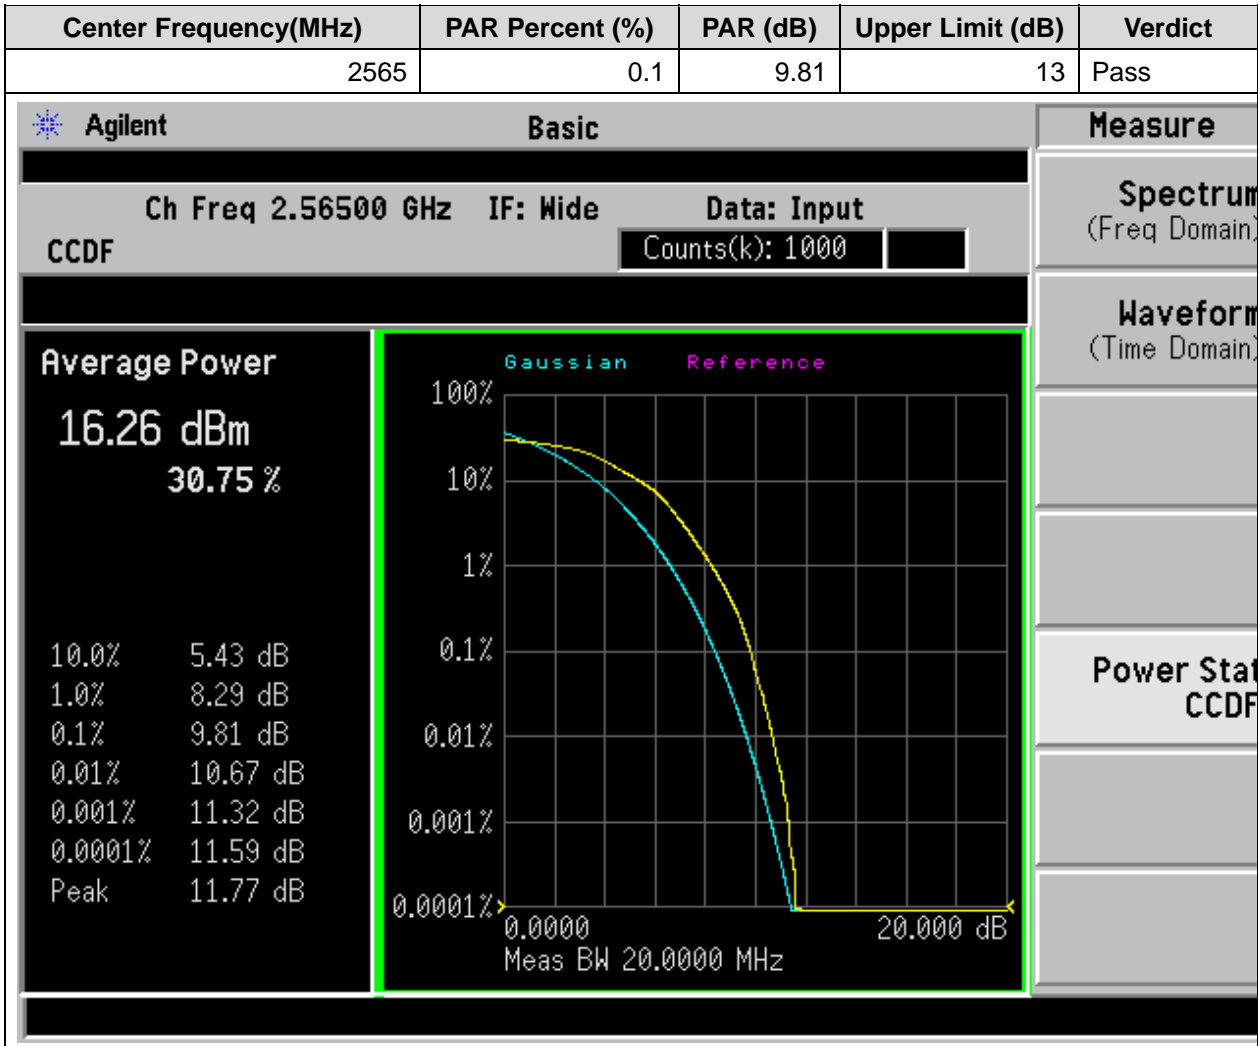 Center Frequency(MHz) PAR Percent (%) PAR (dB) Upper Limit (dB) Verdict
2565 0.1 9.81 13 Pass
Agilent Basic Measure
Ch Freq 2.56500 GHz IF: Wide Data: Input
CCDF Counts(k): 1000
Spectrum
(Freq Domain)
Waveform
(Time Domain)
Power Stat
CCDF
Average Power
16.26 dBm
30.75 %
10.0% 5.43 dB
1.0% 8.29 dB
0.1% 9.81 dB
0.01% 10.67 dB
0.001% 11.32 dB
0.0001% 11.59 dB
Peak 11.77 dB
Gaussian Reference
100%
10%
1%
0.1%
0.01%
0.001%
0.0001%
0.0000 20.000 dB
Meas BW 20.0000 MHz